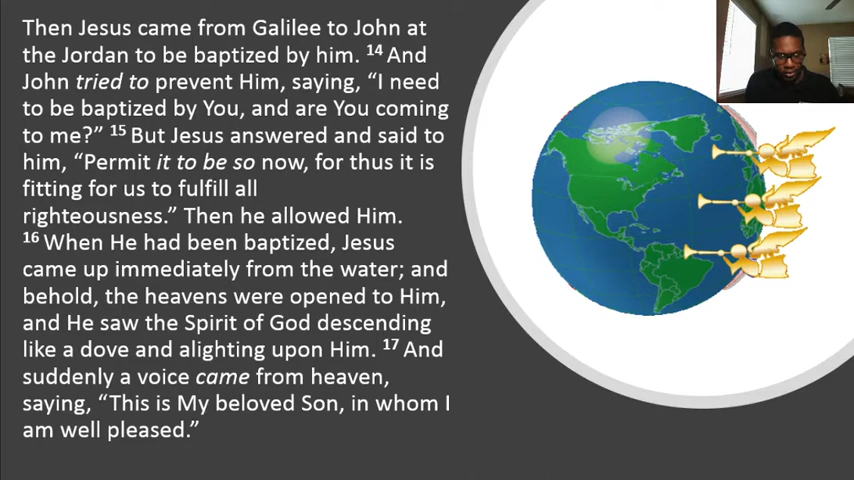 Then Jesus came from Galilee to John at
the Jordan to be baptized by him. 14 And
John tried to prevent Him, saying, “I need
to be baptized by You, and are You coming
to me?” 15 But Jesus answered and said to
him, “Permit it to be so now, for thus it is
fitting for us to fulfill all
righteousness.” Then he allowed Him.
16 When He had been baptized, Jesus
came up immediately from the water; and
behold, the heavens were opened to Him,
and He saw the Spirit of God descending
like a dove and alighting upon Him. 17 And
suddenly a voice came from heaven,
saying, “This is My beloved Son, in whom I
am well pleased.”